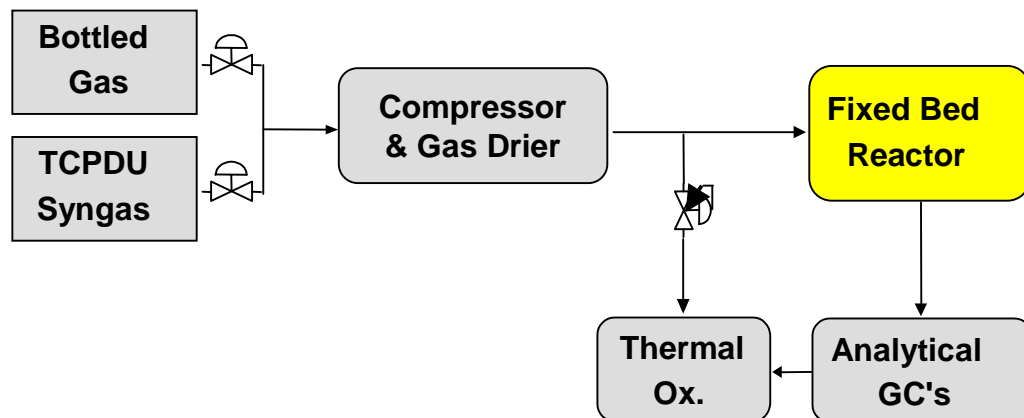 Bottled
Gas
TCPDU
Syngas
Compressor
& Gas Drier
Fixed Bed
Reactor
Thermal
Ox.
Analytical
GC's